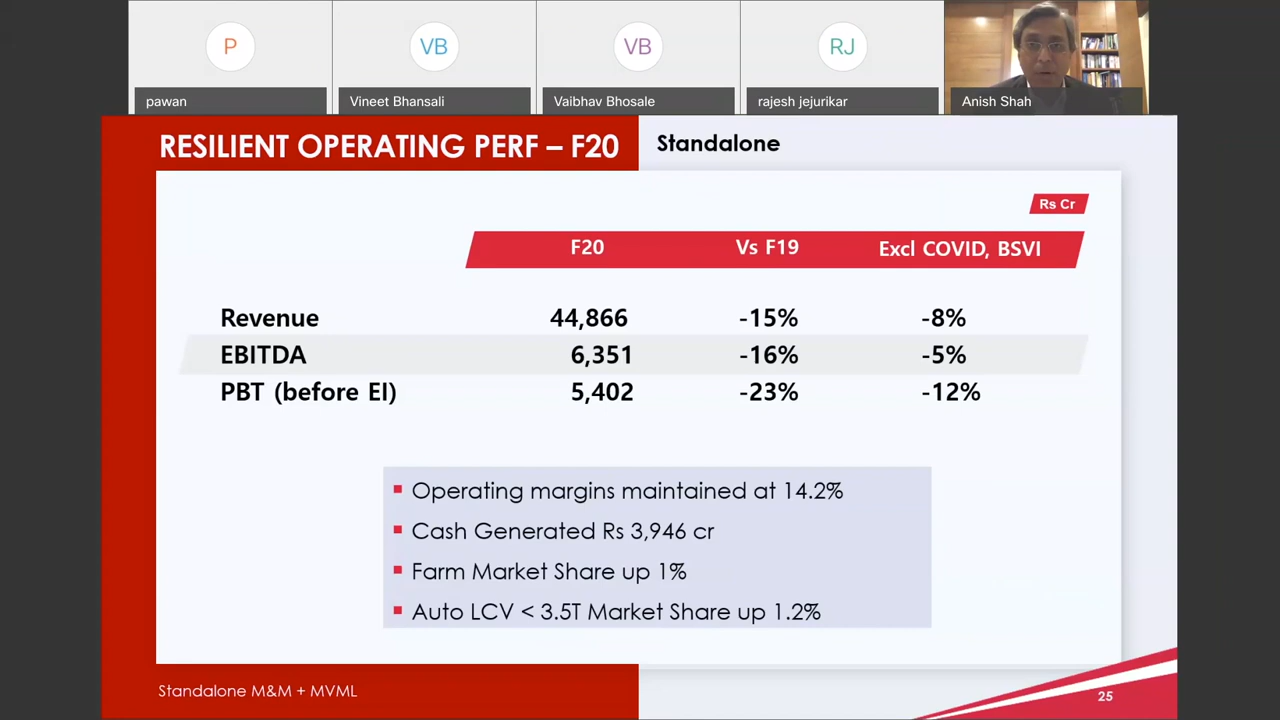 P
VB
VB
RJ
pawan
Vineet Bhansali
Vaibhav Bhosale
rajesh jejurikar
Anish Shah
RESILIENT OPERATING PERF – F20
Standalone
Rs Cr
F20 Vs F19 Excl COVID, BSVI
Revenue 44,866 -15% -8%
EBITDA 6,351 -16% -5%
PBT (before EI) 5,402 -23% -12%
▪ Operating margins maintained at 14.2%
▪ Cash Generated Rs 3,946 cr
▪ Farm Market Share up 1%
▪ Auto LCV < 3.5T Market Share up 1.2%
Standalone M&M + MVML
25